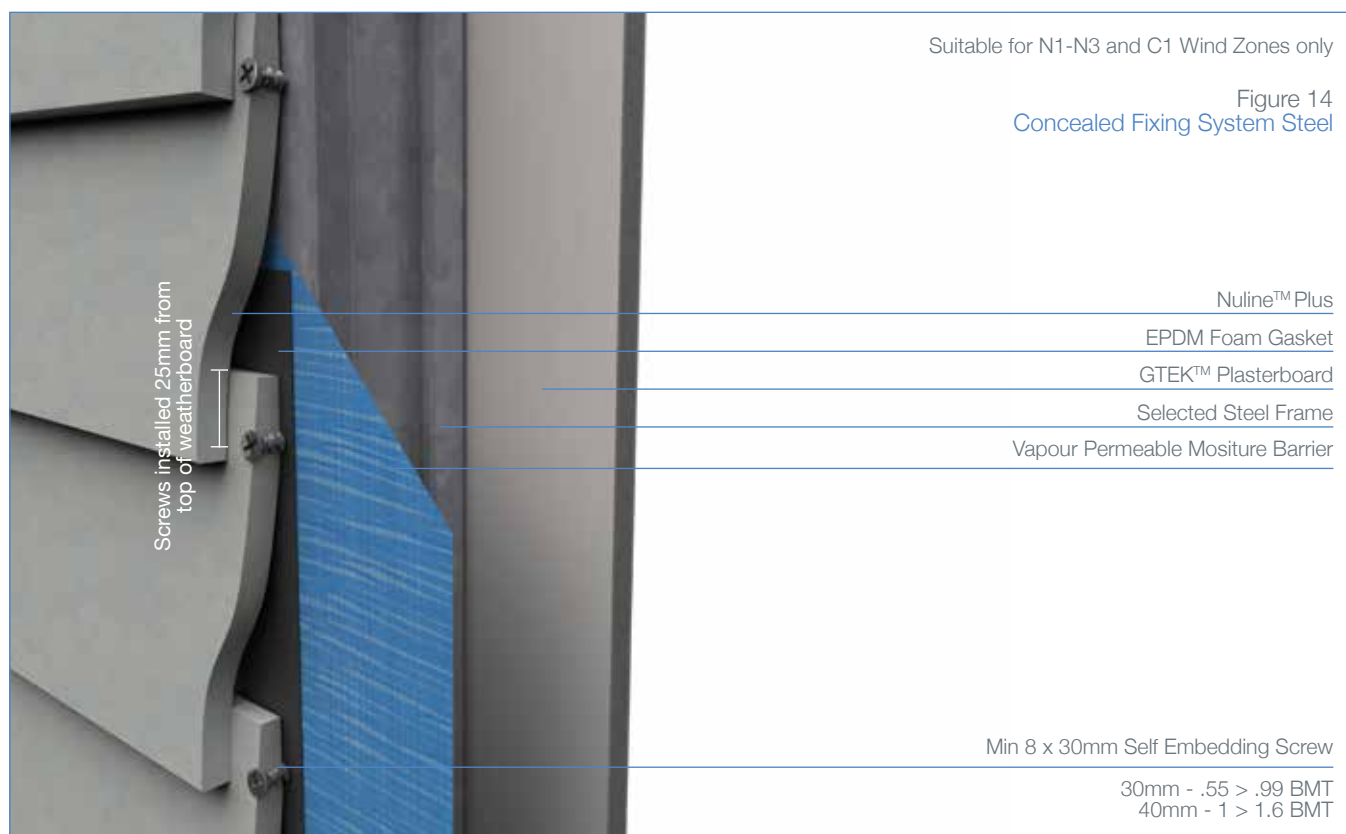 Suitable for N1-N3 and C1 Wind Zones only
Figure 14
Concealed Fixing System Steel
Screws installed 25mm from
top of weatherboard
Nuline™ Plus
EPDM Foam Gasket
GTEK™ Plasterboard
Selected Steel Frame
Vapour Permeable Mositure Barrier
Min 8 x 30mm Self Embedding Screw
30mm - .55 > .99 BMT
40mm - 1 > 1.6 BMT